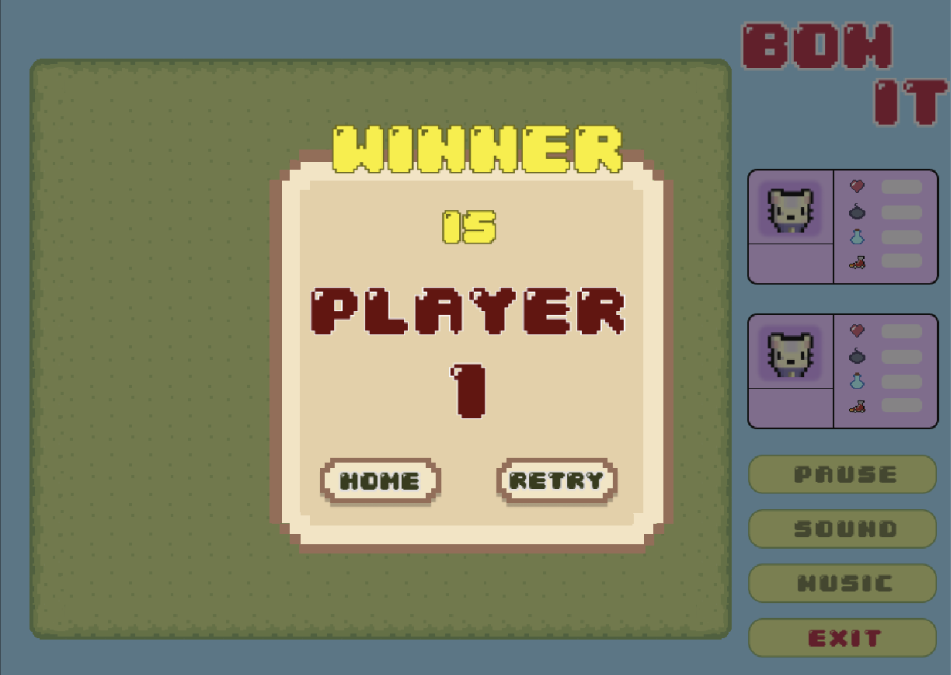 BOM
IT
WINNER
IS
PLAYER
1
HOME
RETRY
PAUSE
SOUND
MUSIC
EXIT